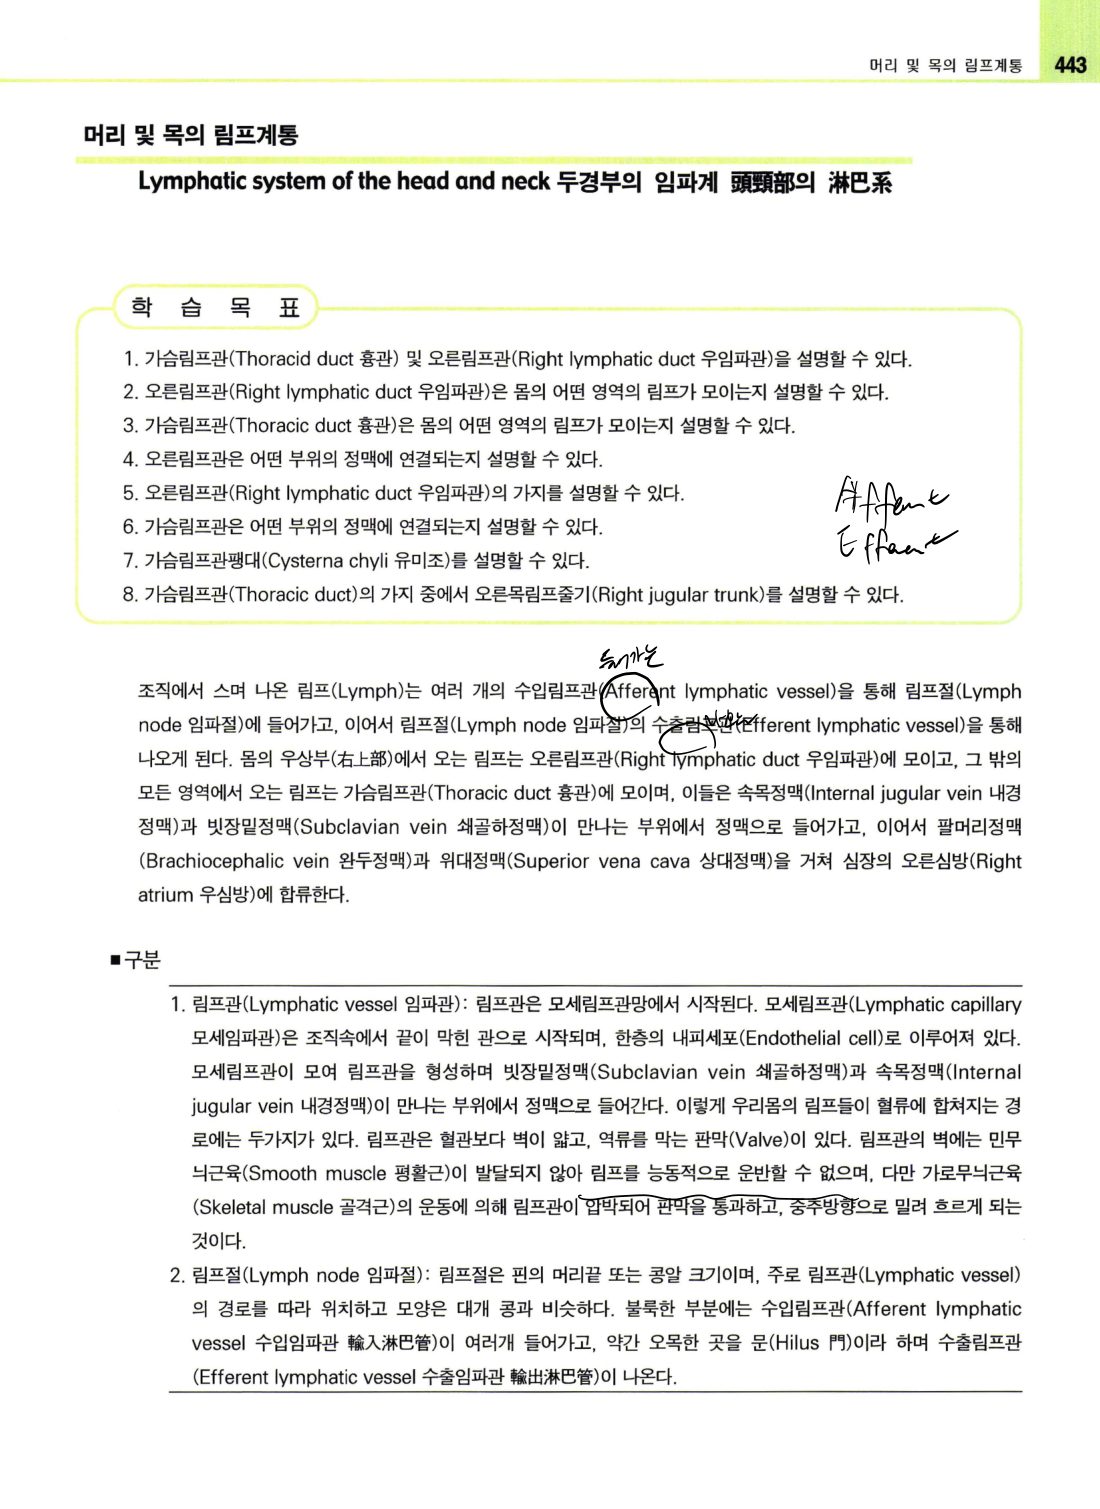 머리 및 목의 림프계통 443
머리 및 목의 림프계통
Lymphatic system of the head and neck 두경부의 임파계 頭頸部의 淋巴系
학 습 목 표
1. 가슴림프관(Thoracid duct 흉관) 및 오른림프관(Right lymphatic duct 우임파관)을 설명할 수 있다.
2. 오른림프관(Right lymphatic duct 우임파관)은 몸의 어떤 영역의 림프가 모이는지 설명할 수 있다.
3. 가슴림프관(Thoracic duct 흉관)은 몸의 어떤 영역의 림프가 모이는지 설명할 수 있다.
4. 오른림프관은 어떤 부위의 정맥에 연결되는지 설명할 수 있다.
5. 오른림프관(Right lymphatic duct 우임파관)의 가지를 설명할 수 있다.
6. 가슴림프관은 어떤 부위의 정맥에 연결되는지 설명할 수 있다.
7. 가슴림프관팽대(Cysterna chyli 유미조)를 설명할 수 있다.
8. 가슴림프관(Thoracic duct)의 가지 중에서 오른목림프줄기(Right jugular trunk)를 설명할 수 있다.
들어가는
조직에서 스며 나온 림프(Lymph)는 여러 개의 수입림프관(Afferent lymphatic vessel)을 통해 림프절(Lymph
node 임파절)에 들어가고, 이어서 림프절(Lymph node 임파절)의 수출림프관(Efferent lymphatic vessel)을 통해
나오게 된다. 몸의 우상부(右上部)에서 오는 림프는 오른림프관(Right lymphatic duct 우임파관)에 모이고, 그 밖의
모든 영역에서 오는 림프는 가슴림프관(Thoracic duct 흉관)에 모이며, 이들은 속목정맥(Internal jugular vein 내경
정맥)과 빗장밑정맥(Subclavian vein 쇄골하정맥)이 만나는 부위에서 정맥으로 들어가고, 이어서 팔머리정맥
(Brachiocephalic vein 완두정맥)과 위대정맥(Superior vena cava 상대정맥)을 거쳐 심장의 오른심방(Right
atrium 우심방)에 합류한다.
■ 구분
1. 림프관(Lymphatic vessel 임파관): 림프관은 모세림프관망에서 시작된다. 모세림프관(Lymphatic capillary
모세임파관)은 조직속에서 끝이 막힌 관으로 시작되며, 한층의 내피세포(Endothelial cell)로 이루어져 있다.
모세림프관이 모여 림프관을 형성하며 빗장밑정맥(Subclavian vein 쇄골하정맥)과 속목정맥(Internal
jugular vein 내경정맥)이 만나는 부위에서 정맥으로 들어간다. 이렇게 우리몸의 림프들이 혈류에 합쳐지는 경
로에는 두가지가 있다. 림프관은 혈관보다 벽이 얇고, 역류를 막는 판막(Valve)이 있다. 림프관의 벽에는 민무
늬근육(Smooth muscle 평활근)이 발달되지 않아 림프를 능동적으로 운반할 수 없으며, 다만 가로무늬근육
(Skeletal muscle 골격근)의 운동에 의해 림프관이 압박되어 판막을 통과하고, 중추방향으로 밀려 흐르게 되는
것이다.
2. 림프절(Lymph node 임파절): 림프절은 핀의 머리끝 또는 콩알 크기이며, 주로 림프관(Lymphatic vessel)
의 경로를 따라 위치하고 모양은 대개 콩과 비슷하다. 불룩한 부분에는 수입림프관(Afferent lymphatic
vessel 수입임파관 輸入淋巴管)이 여러개 들어가고, 약간 오목한 곳을 문(Hilus 門)이라 하며 수출림프관
(Efferent lymphatic vessel 수출임파관 輸出淋巴管)이 나온다.